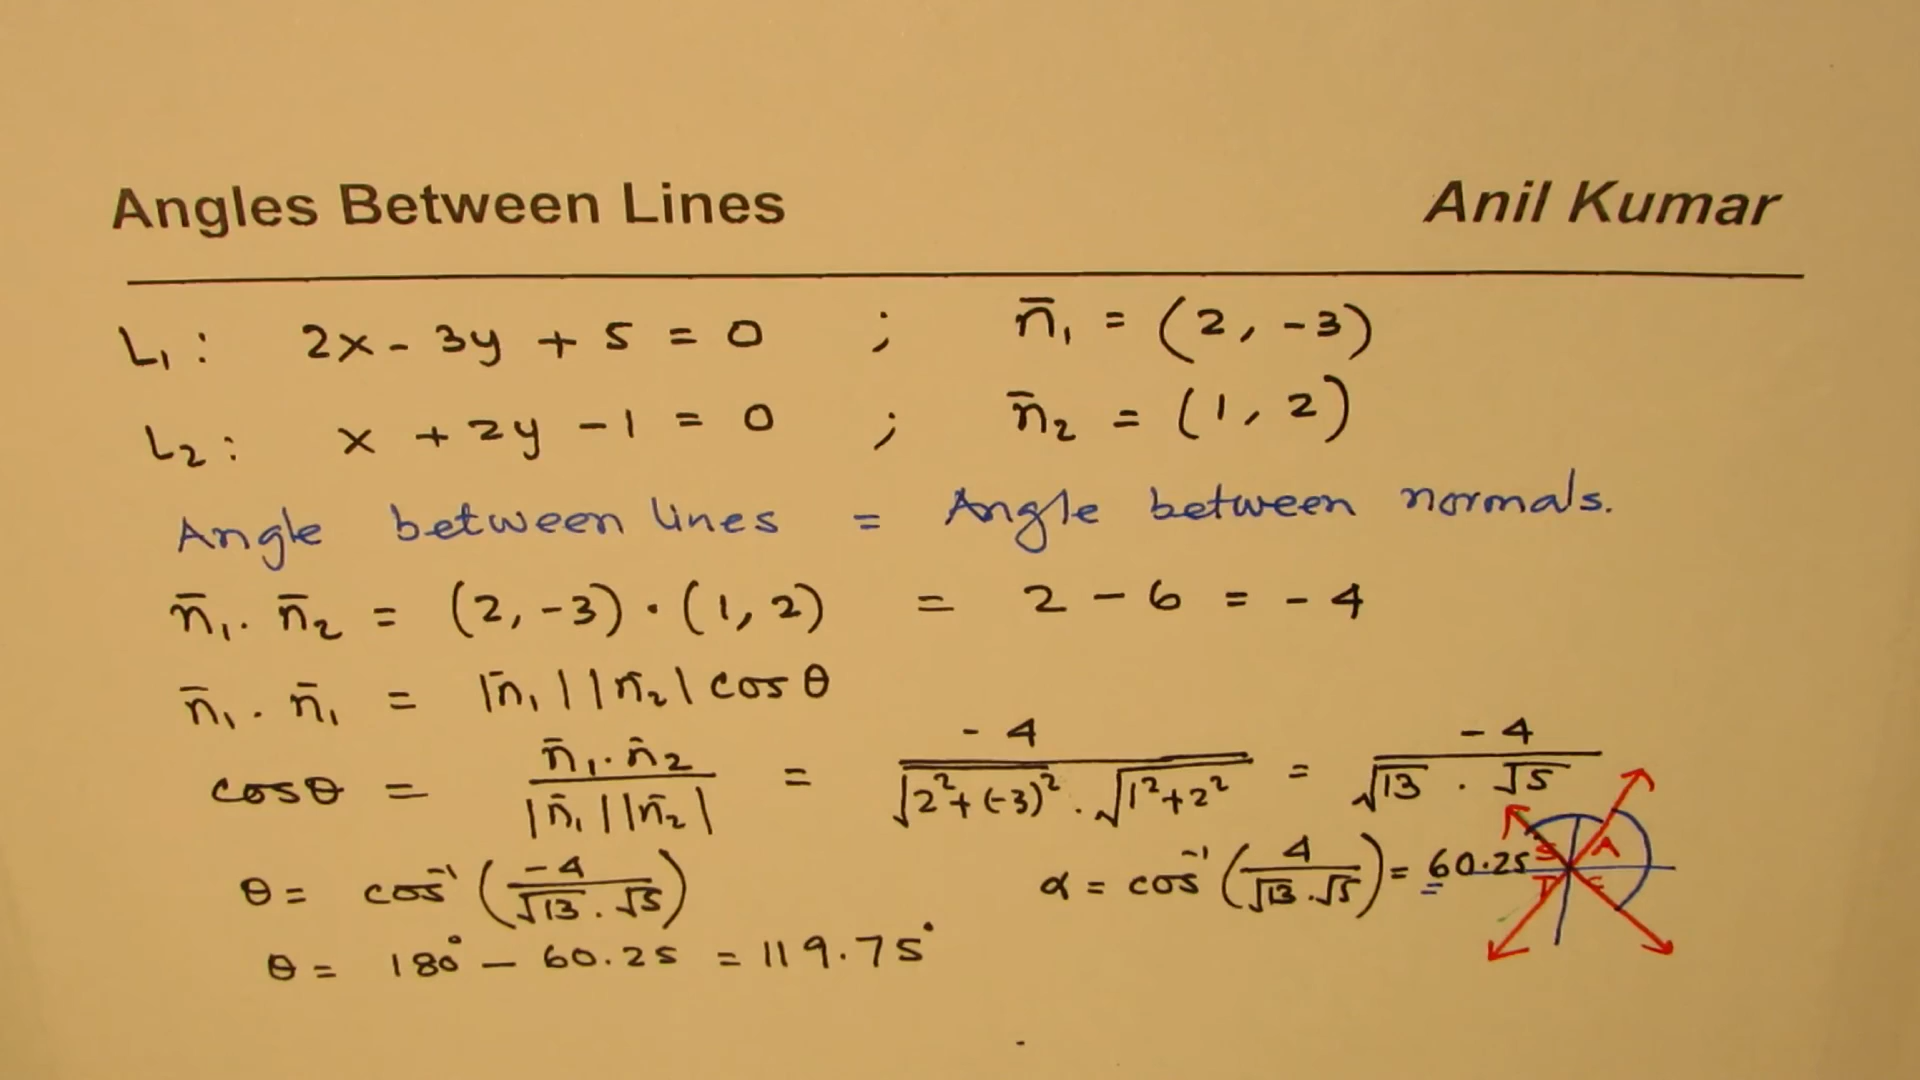 Angles Between Lines Anil Kumar
L₁ : 2x - 3y + 5 = 0 ; n̄₁ = (2, -3)
L₂ : x + 2y - 1 = 0 ; n̄₂ = (1, 2)
Angle between lines = Angle between normals.
n̄₁ · n̄₂ = (2, -3) · (1, 2) = 2 - 6 = -4
n̄₁ · n̄₁ = |n̄₁| |n̄₂| cos θ
cos θ = n̄₁ · n̄₂ / |n̄₁| |n̄₂| = -4 / √(2² + (-3)²) · √(1² + 2²) = -4 / √13 · √5
θ = cos⁻¹ (-4 / √13 · √5) α = cos⁻¹ (4 / √13 · √5) = 60.25
S A
T C
θ = 180° - 60.25 = 119.75°